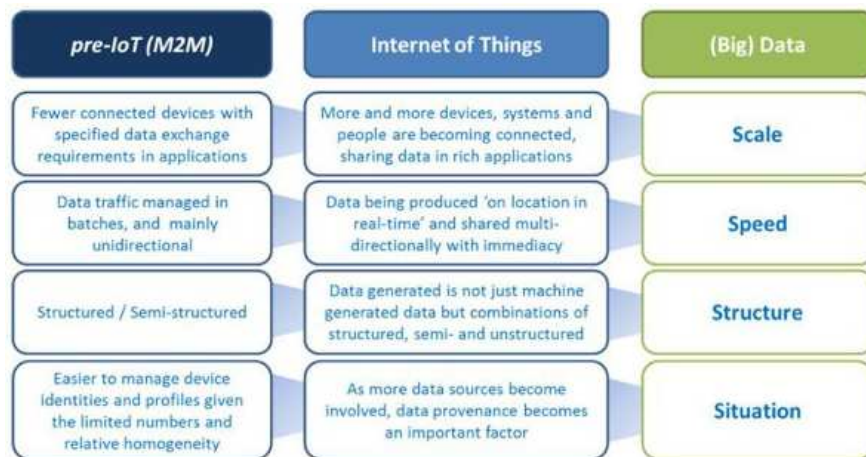 pre-IoT (M2M)
Internet of Things
(Big) Data
Fewer connected devices with
specified data exchange
requirements in applications
More and more devices, systems and
people are becoming connected,
sharing data in rich applications
Scale
Data traffic managed in
batches, and mainly
unidirectional
Data being produced ‘on location in
real-time’ and shared multi-
directionally with immediacy
Speed
Structured / Semi-structured
Data generated is not just machine
generated data but combinations of
structured, semi- and unstructured
Structure
Easier to manage device
identities and profiles given
the limited numbers and
relative homogeneity
As more data sources become
involved, data provenance becomes
an important factor
Situation